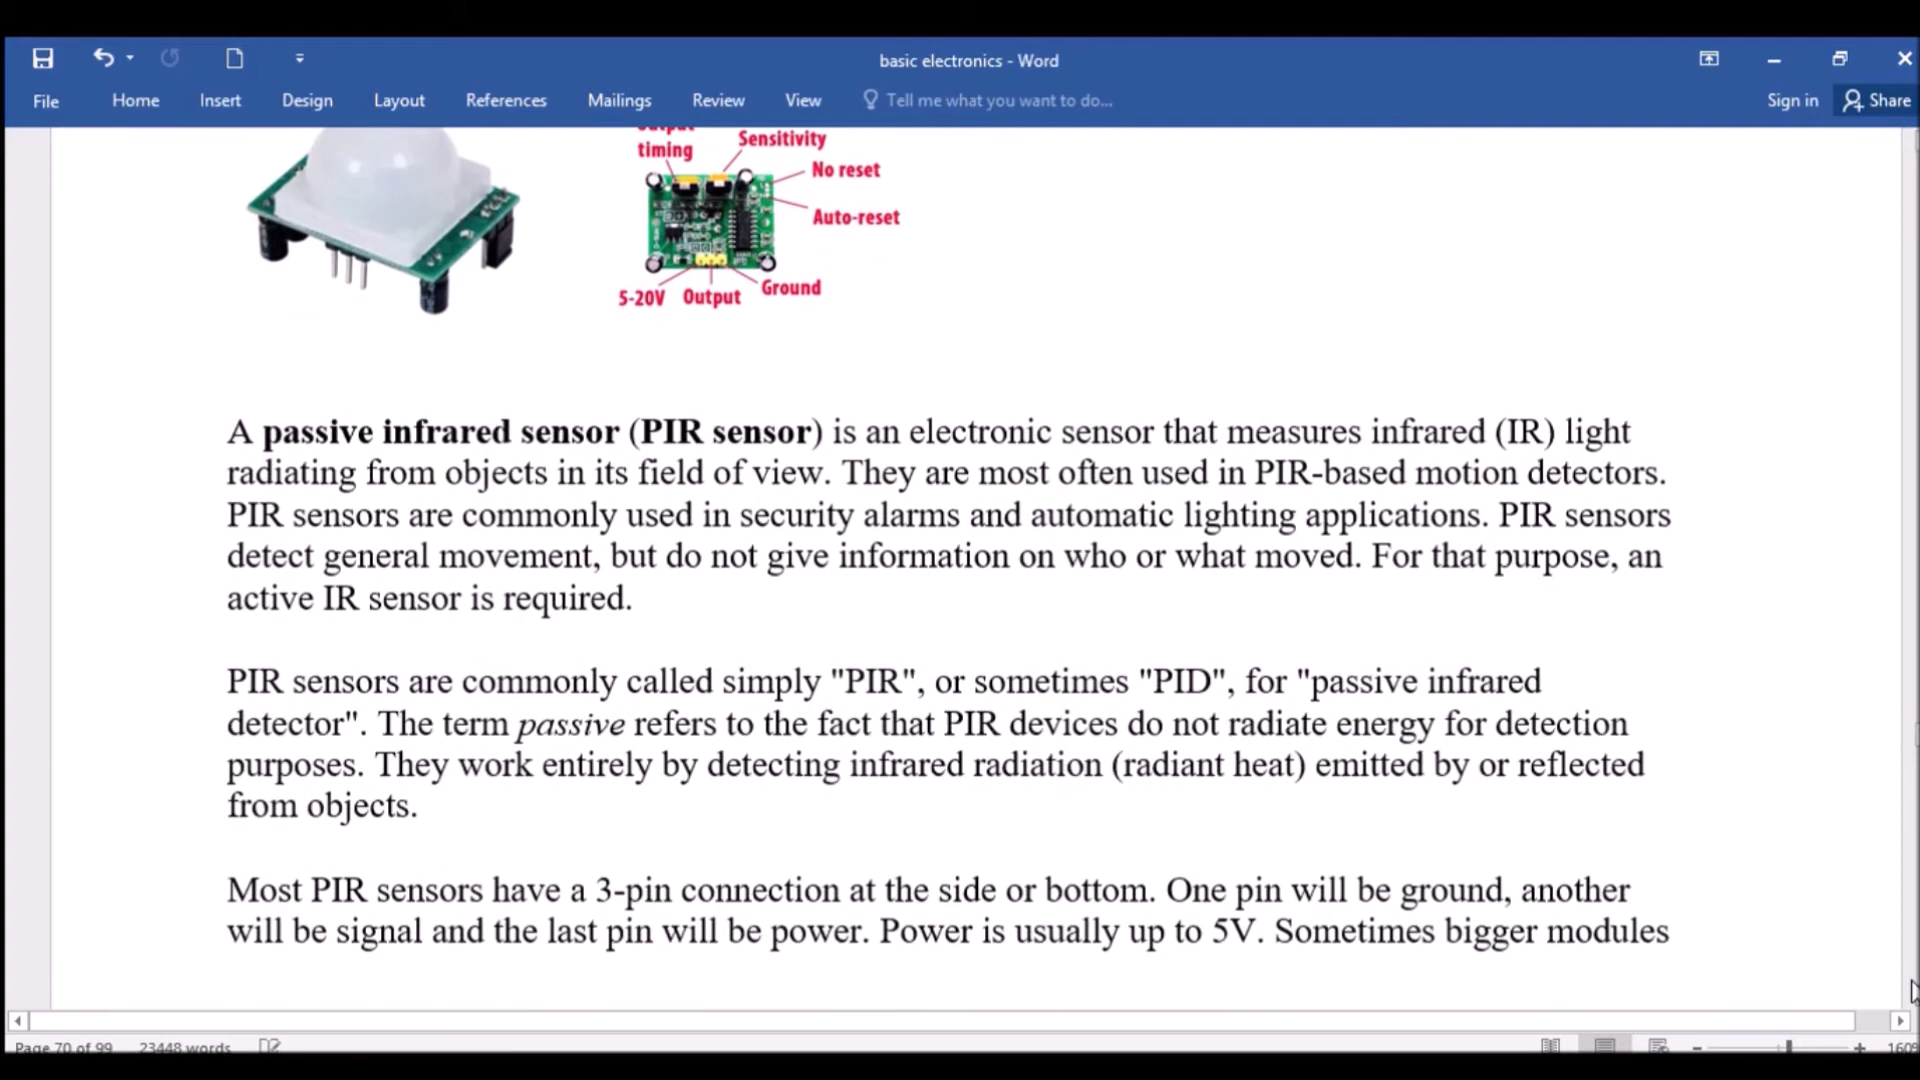 basic electronics - Word
File Home Insert Design Layout References Mailings Review View Tell me what you want to do... Sign in Share
Output
timing
Sensitivity
No reset
Auto-reset
5-20V Output Ground
A passive infrared sensor (PIR sensor) is an electronic sensor that measures infrared (IR) light
radiating from objects in its field of view. They are most often used in PIR-based motion detectors.
PIR sensors are commonly used in security alarms and automatic lighting applications. PIR sensors
detect general movement, but do not give information on who or what moved. For that purpose, an
active IR sensor is required.
PIR sensors are commonly called simply "PIR", or sometimes "PID", for "passive infrared
detector". The term passive refers to the fact that PIR devices do not radiate energy for detection
purposes. They work entirely by detecting infrared radiation (radiant heat) emitted by or reflected
from objects.
Most PIR sensors have a 3-pin connection at the side or bottom. One pin will be ground, another
will be signal and the last pin will be power. Power is usually up to 5V. Sometimes bigger modules
Page 70 of 99 23448 words 160%